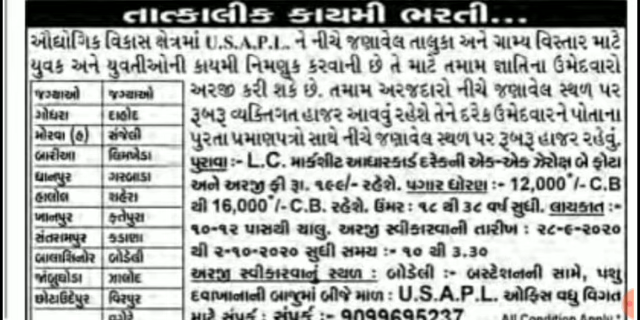 તાત્કાલીક કાયમી ભરતી...
ઔદ્યોગિક વિકાસ ક્ષેત્રમાં U.S.A.P.L. ને નીચે જણાવેલ તાલુકા અને ગ્રામ્ય વિસ્તાર માટે
યુવક અને યુવતીઓની કાયમી નિમણુક કરવાની છે તે માટે તમામ જ્ઞાતિના ઉમેદવારો
અરજી કરી શકે છે. તમામ અરજદારો નીચે જણાવેલ સ્થળ પર
રૂબરૂ વ્યક્તિગત હાજર આવવું રહેશે તેને દરેક ઉમેદવારને પોતાના
પુરતા પ્રમાણપત્રો સાથે નીચે જણાવેલ સ્થળ પર રૂબરૂ હાજર રહેવું.
પુરાવા :- L.C. માર્કશીટ આધારકાર્ડ દરેકની એક-એક ઝેરોક્ષ બે ફોટા
અને અરજી ફી રૂા. ૧૯૯/- રહેશે. પગાર ધોરણ :- 12,000/- C.B
થી 16,000/- C.B. રહેશે. ઉંમર : ૧૮ થી ૩૮ વર્ષ સુધી. લાયકાત :-
૧૦-૧૨ પાસથી ચાલુ. અરજી સ્વીકારવાની તારીખ : ૨૮-૯-૨૦૨૦
થી ૨-૧૦-૨૦૨૦ સુધી સમય :- ૧૦ થી 3.30
અરજી સ્વીકારવાનું સ્થળ : બોડેલી :- બસ્ટેશનની સામે, પશુ
દવાખાનાની બાજુમાં બીજે માળ : U.S.A.P.L. ઓફિસ વધુ વિગત
માટે સંપર્ક : સંપર્ક :- 9099695237
All Condition Apply *
જગ્યાઓ જગ્યાઓ
ગોધરા દાહોદ
મોરવા (હ) સંજેલી
બારીઆ લિમખેડા
ધાનપુર ગરબાડા
હાલોલ શહેરા
ખાનપુર ફતેપુરા
સંતરામપુર કડાણા
બાલાશિનોર બોડેલી
જાંબુઘોડા ઝાલોદ
છોટાઉદેપુર વિરપુર
વગેરે